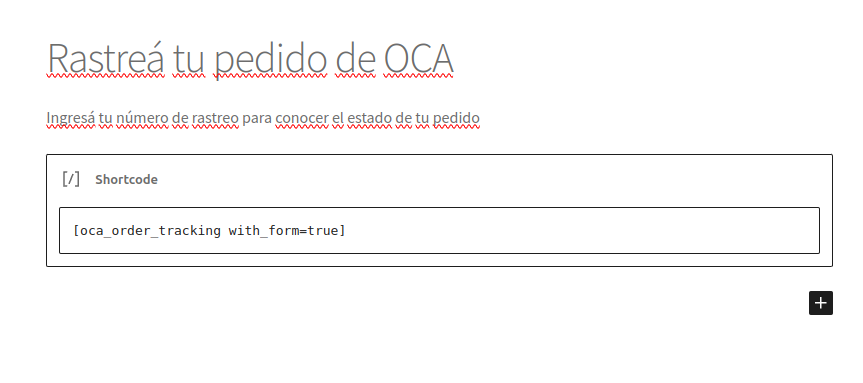 Rastreá tu pedido de OCA
Ingresá tu número de rastreo para conocer el estado de tu pedido
[/] Shortcode
[oca_order_tracking with_form=true]